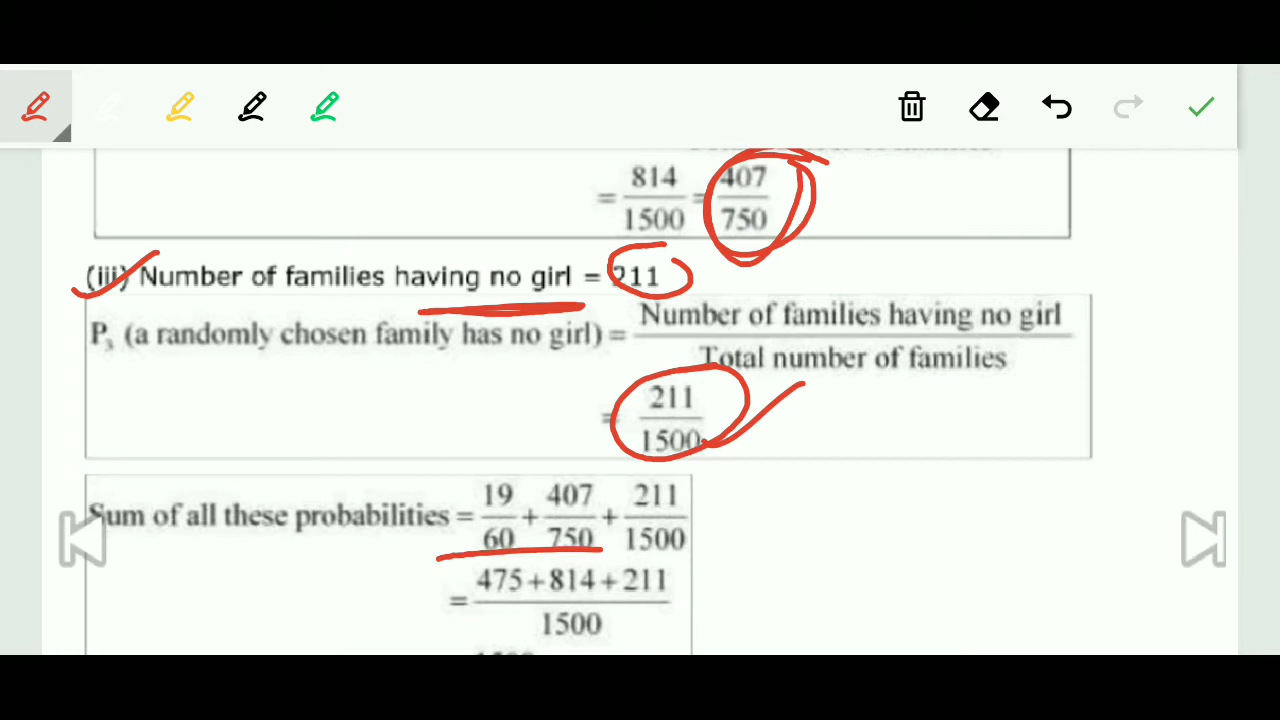 = 814/1500 = 407/750
(iii) Number of families having no girl = 211
P₃ (a randomly chosen family has no girl) = Number of families having no girl / Total number of families
= 211/1500
Sum of all these probabilities = 19/60 + 407/750 + 211/1500
= 475+814+211 / 1500